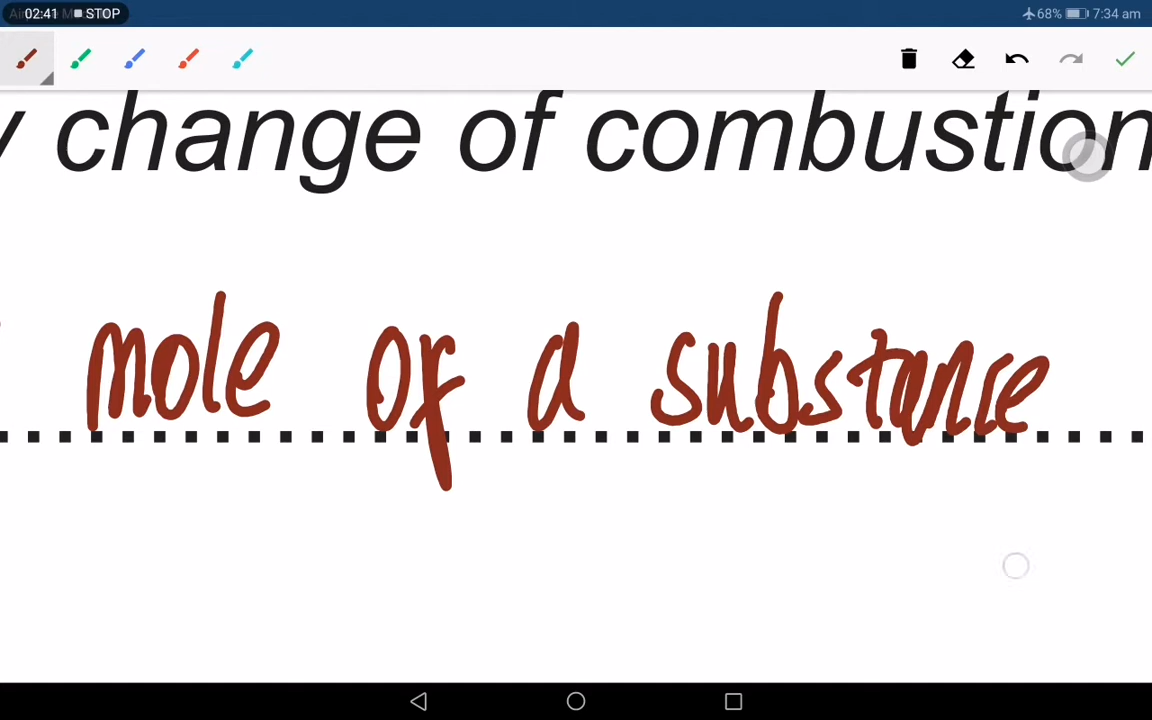 02:41 STOP 68% 7:34 am
y change of combustion
mole of a substance